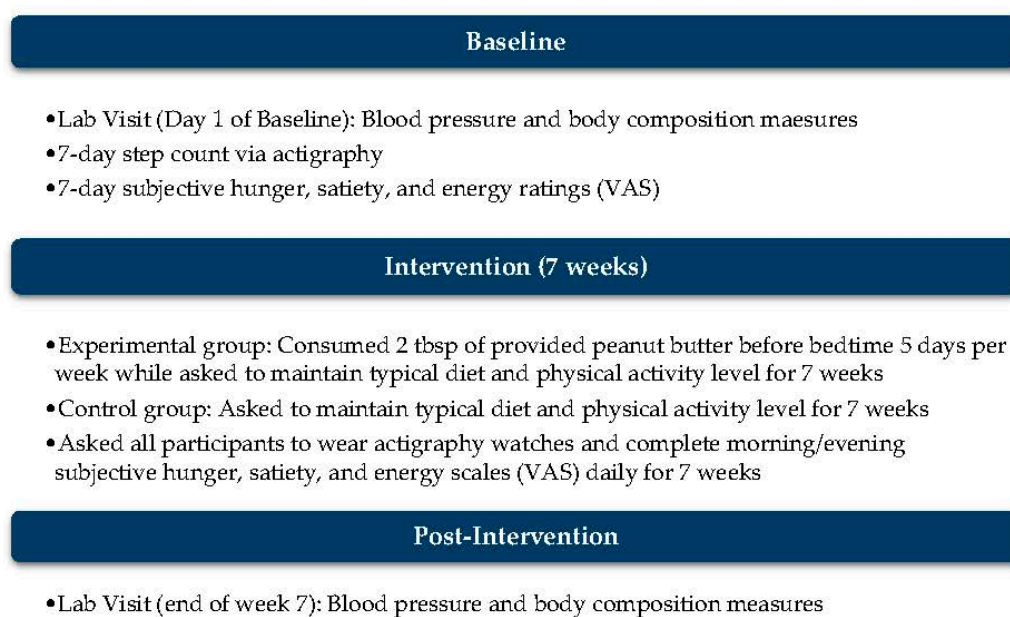 Baseline
•Lab Visit (Day 1 of Baseline): Blood pressure and body composition maesures
•7-day step count via actigraphy
•7-day subjective hunger, satiety, and energy ratings (VAS)
Intervention (7 weeks)
•Experimental group: Consumed 2 tbsp of provided peanut butter before bedtime 5 days per
week while asked to maintain typical diet and physical activity level for 7 weeks
•Control group: Asked to maintain typical diet and physical activity level for 7 weeks
•Asked all participants to wear actigraphy watches and complete morning/evening
subjective hunger, satiety, and energy scales (VAS) daily for 7 weeks
Post-Intervention
•Lab Visit (end of week 7): Blood pressure and body composition measures